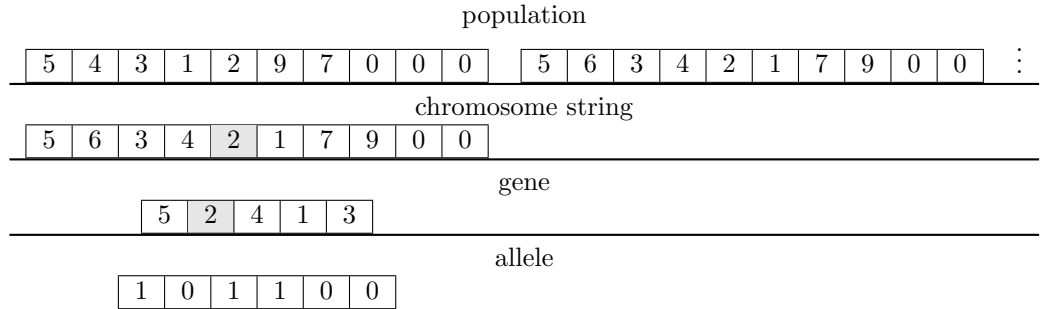 population
5 4 3 1 2 9 7 0 0 0 5 6 3 4 2 1 7 9 0 0 ⋮
chromosome string
5 6 3 4 2 1 7 9 0 0
gene
5 2 4 1 3
allele
1 0 1 1 0 0